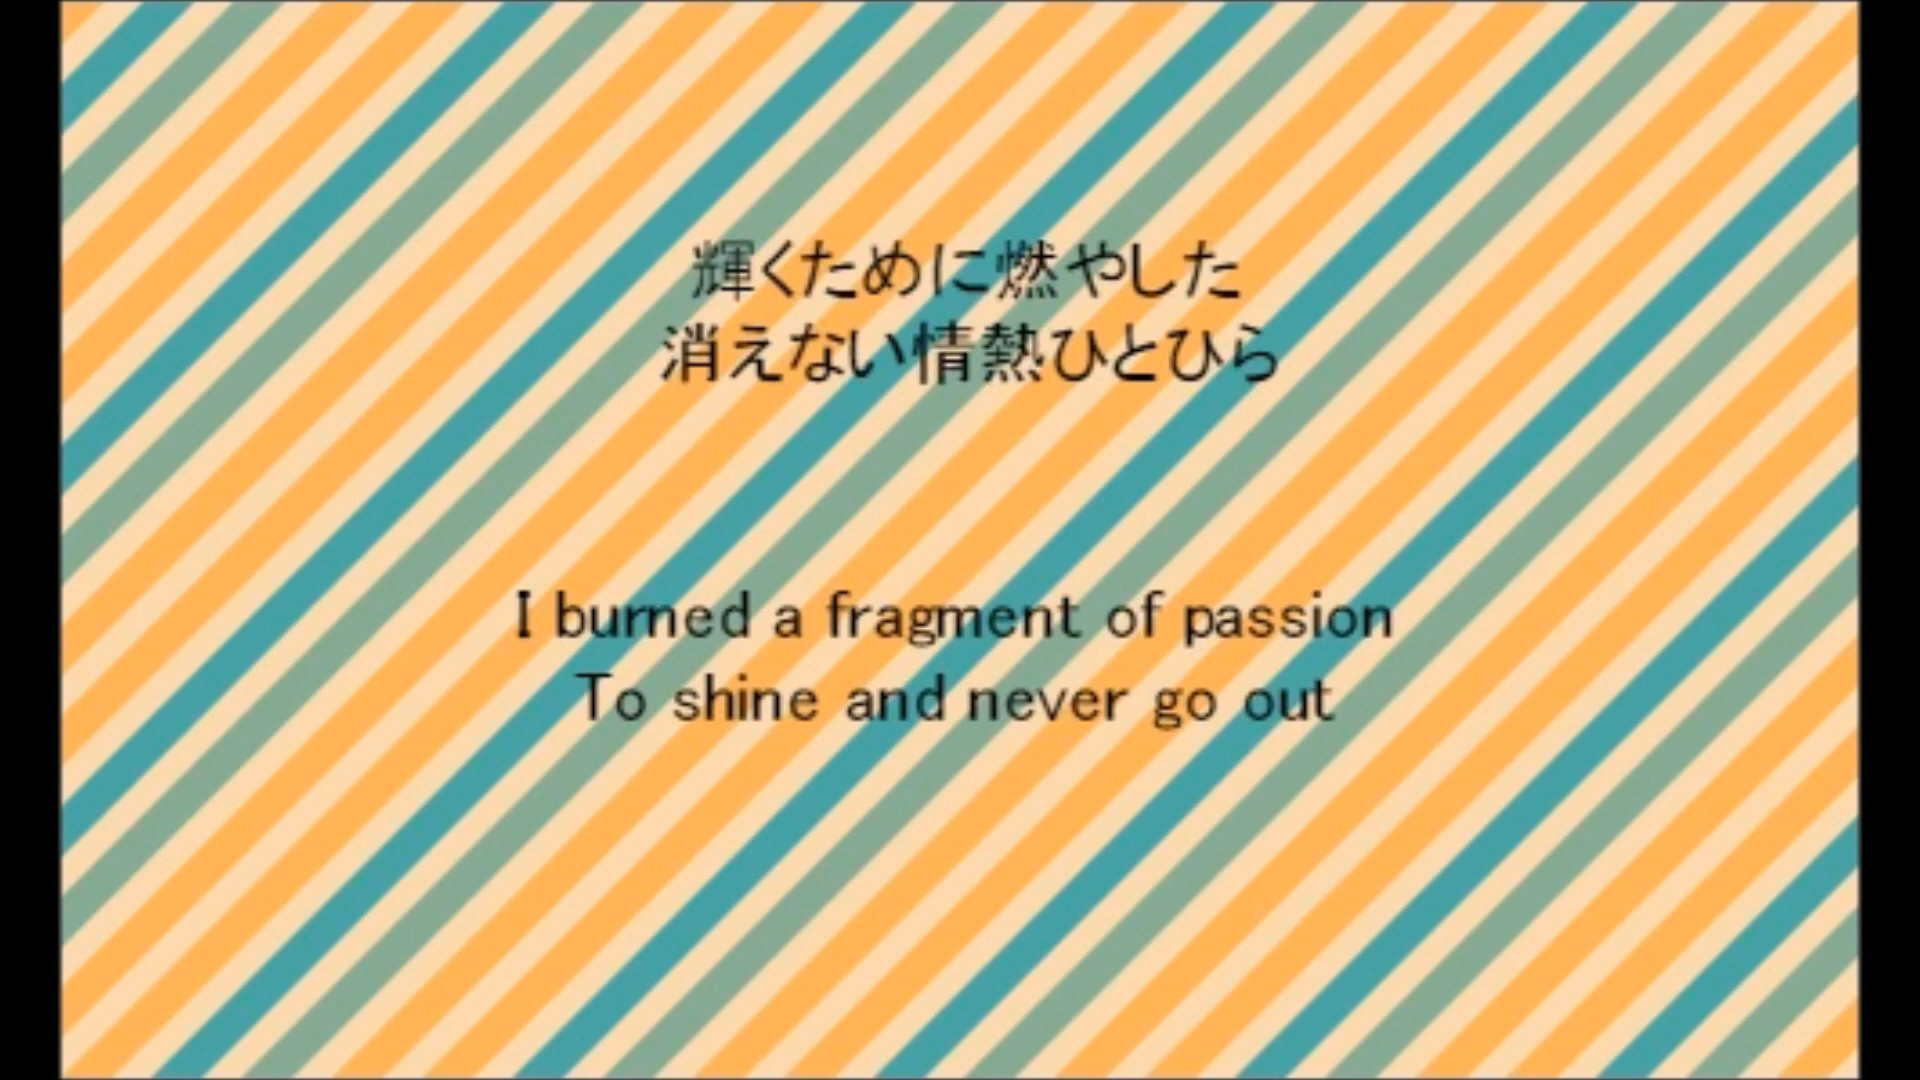 輝くために燃やした
消えない情熱ひとひら
I burned a fragment of passion
To shine and never go out